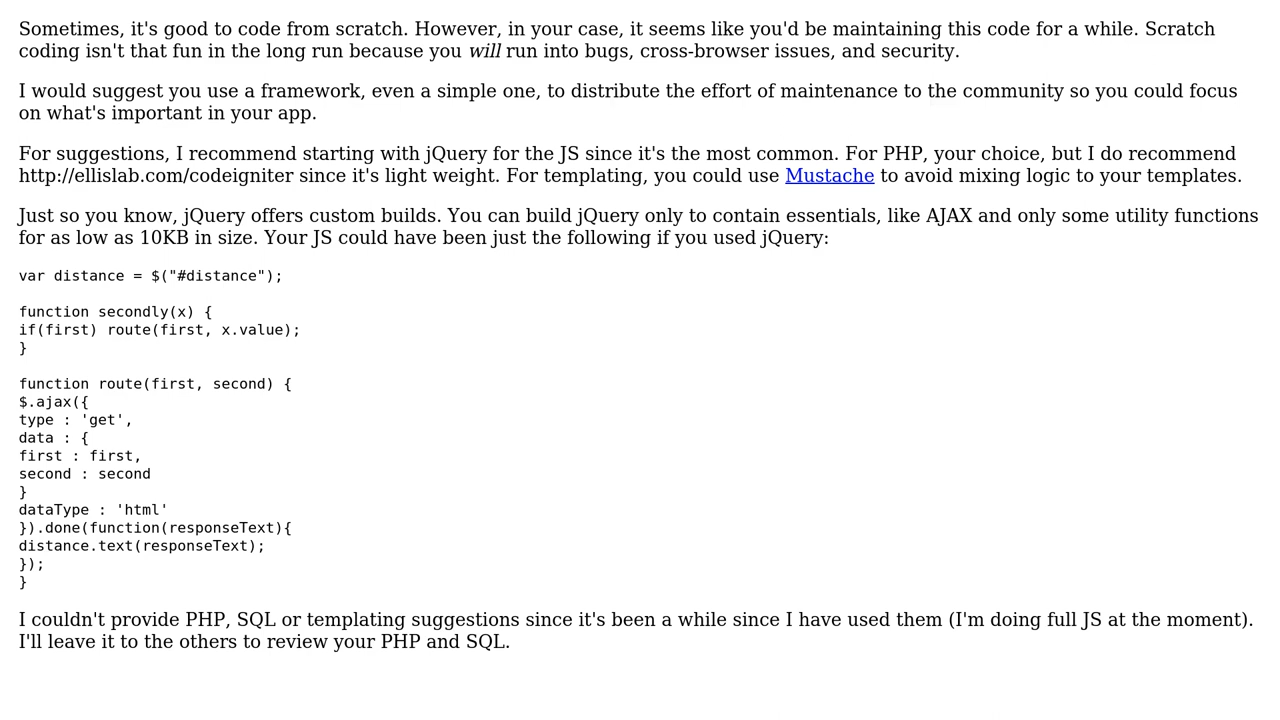 Sometimes, it's good to code from scratch. However, in your case, it seems like you'd be maintaining this code for a while. Scratch
coding isn't that fun in the long run because you will run into bugs, cross-browser issues, and security.
I would suggest you use a framework, even a simple one, to distribute the effort of maintenance to the community so you could focus
on what's important in your app.
For suggestions, I recommend starting with jQuery for the JS since it's the most common. For PHP, your choice, but I do recommend
http://ellislab.com/codeigniter since it's light weight. For templating, you could use Mustache to avoid mixing logic to your templates.
Just so you know, jQuery offers custom builds. You can build jQuery only to contain essentials, like AJAX and only some utility functions
for as low as 10KB in size. Your JS could have been just the following if you used jQuery:
var distance = $("#distance");
function secondly(x) {
if(first) route(first, x.value);
}
function route(first, second) {
$.ajax({
type : 'get',
data : {
first : first,
second : second
}
dataType : 'html'
}).done(function(responseText){
distance.text(responseText);
});
}
I couldn't provide PHP, SQL or templating suggestions since it's been a while since I have used them (I'm doing full JS at the moment).
I'll leave it to the others to review your PHP and SQL.